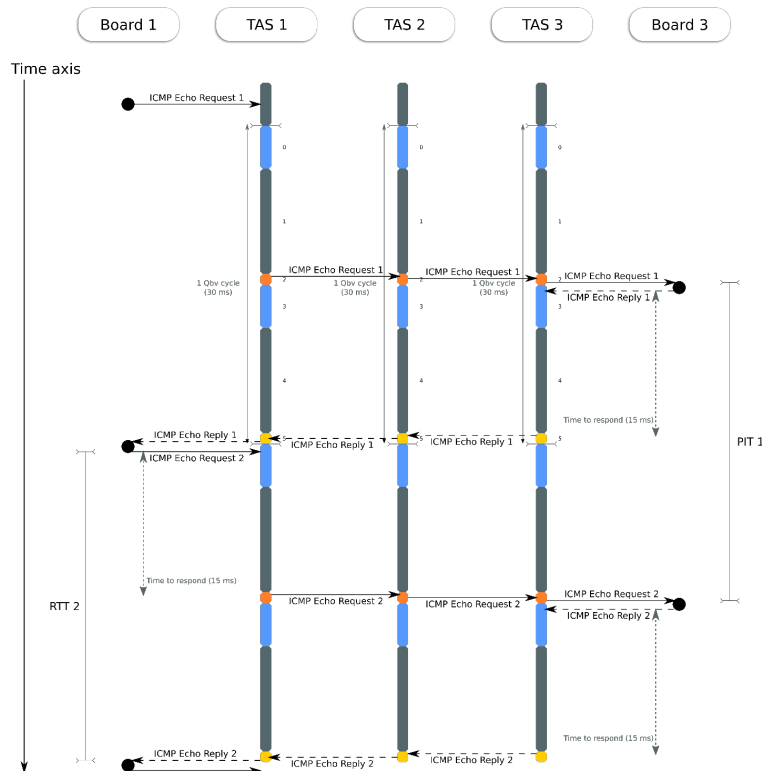 Board 1
TAS 1
TAS 2
TAS 3
Board 3
Time axis
ICMP Echo Request 1
0
0
0
1
1
1
ICMP Echo Request 1
ICMP Echo Request 1
ICMP Echo Request 1
1 Qbv cycle
(30 ms)
2
1 Qbv cycle
(30 ms)
2
1 Qbv cycle
(30 ms)
2
ICMP Echo Reply 1
3
3
3
4
4
4
Time to respond (15 ms)
ICMP Echo Reply 1
5
ICMP Echo Reply 1
5
ICMP Echo Reply 1
5
PIT 1
ICMP Echo Request 2
Time to respond (15 ms)
RTT 2
ICMP Echo Request 2
ICMP Echo Request 2
ICMP Echo Request 2
ICMP Echo Reply 2
Time to respond (15 ms)
ICMP Echo Reply 2
ICMP Echo Reply 2
ICMP Echo Reply 2